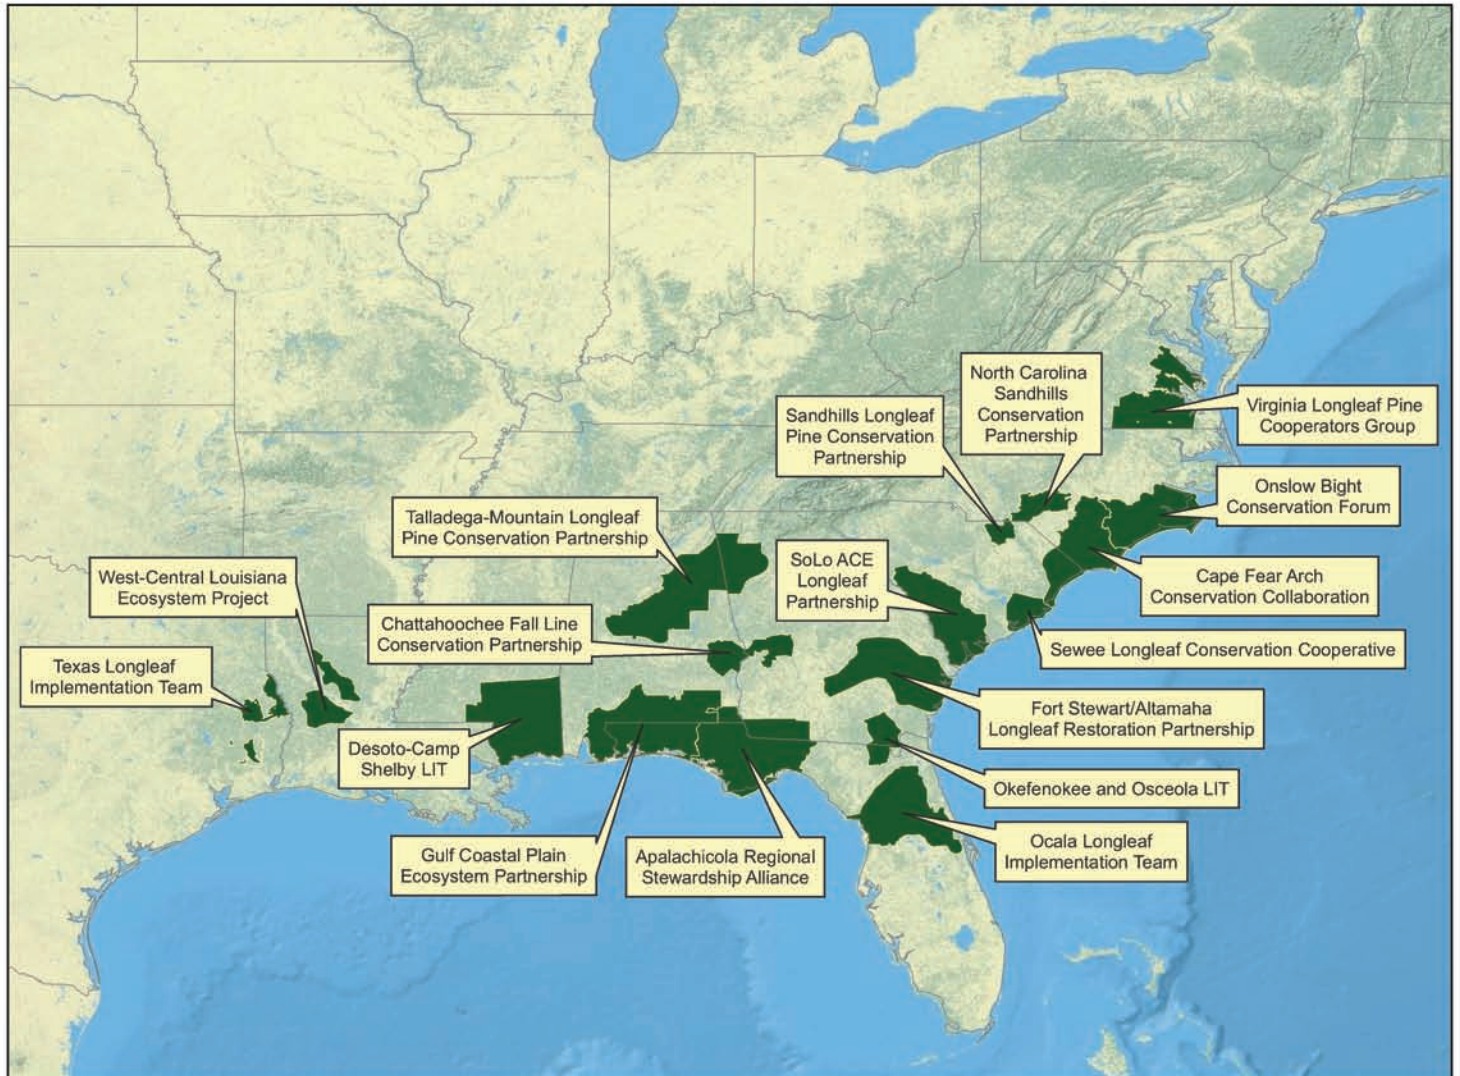 North Carolina
Sandhills
Conservation
Partnership
Sandhills Longleaf
Pine Conservation
Partnership
Virginia Longleaf Pine
Cooperators Group
Onslow Bight
Conservation Forum
Talladega-Mountain Longleaf
Pine Conservation Partnership
SoLo ACE
Longleaf
Partnership
West-Central Louisiana
Ecosystem Project
Cape Fear Arch
Conservation Collaboration
Chattahoochee Fall Line
Conservation Partnership
Sewee Longleaf Conservation Cooperative
Texas Longleaf
Implementation Team
Fort Stewart/Altamaha
Longleaf Restoration Partnership
Desoto-Camp
Shelby LIT
Okefenokee and Osceola LIT
Gulf Coastal Plain
Ecosystem Partnership
Apalachicola Regional
Stewardship Alliance
Ocala Longleaf
Implementation Team